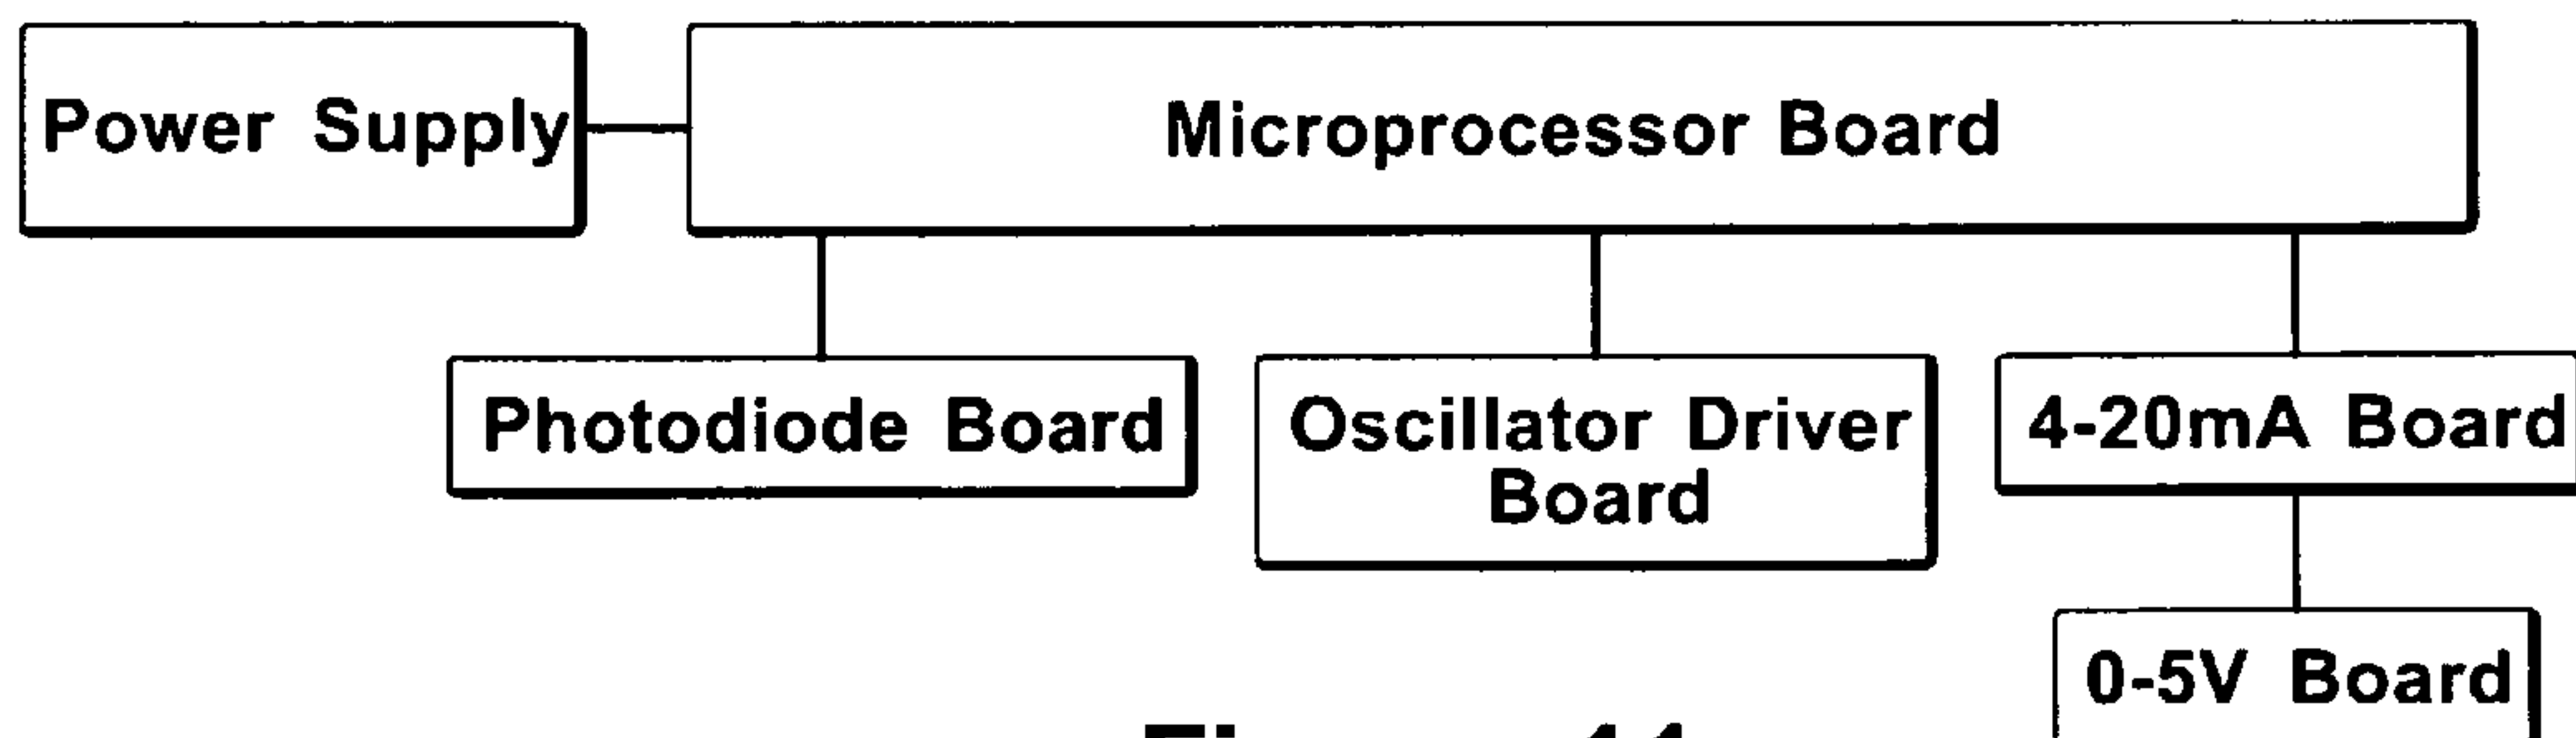 Power Supply
Microprocessor Board
Photodiode Board
Oscillator Driver
Board
4-20mA Board
0-5V Board